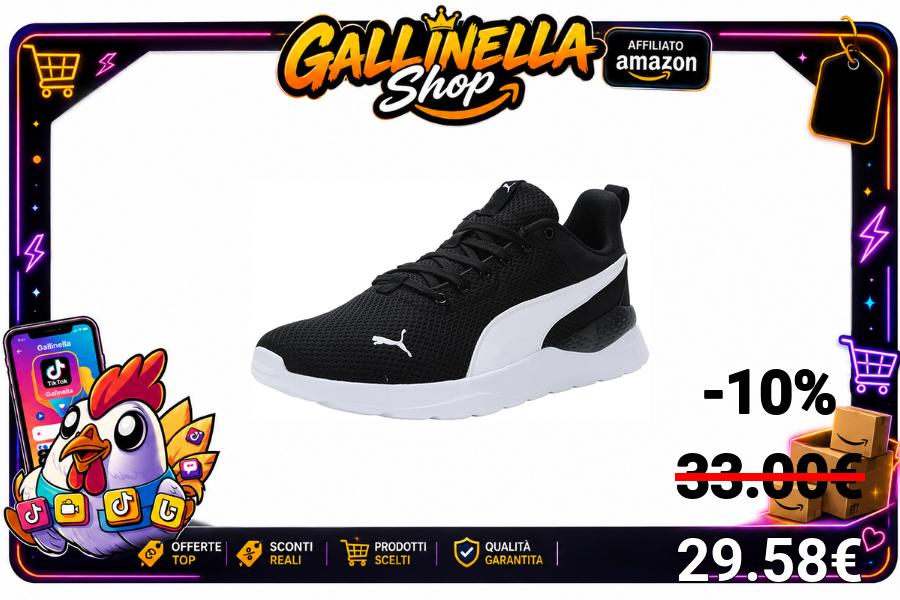 GALLINELLA
Shop
AFFILIATO
amazon
PUMA
Gallinella
TikTok
Gallinella
-10%
33.00€
29.58€
OFFERTE
TOP
SCONTI
REALI
PRODOTTI
SCELTI
QUALITÀ
GARANTITA